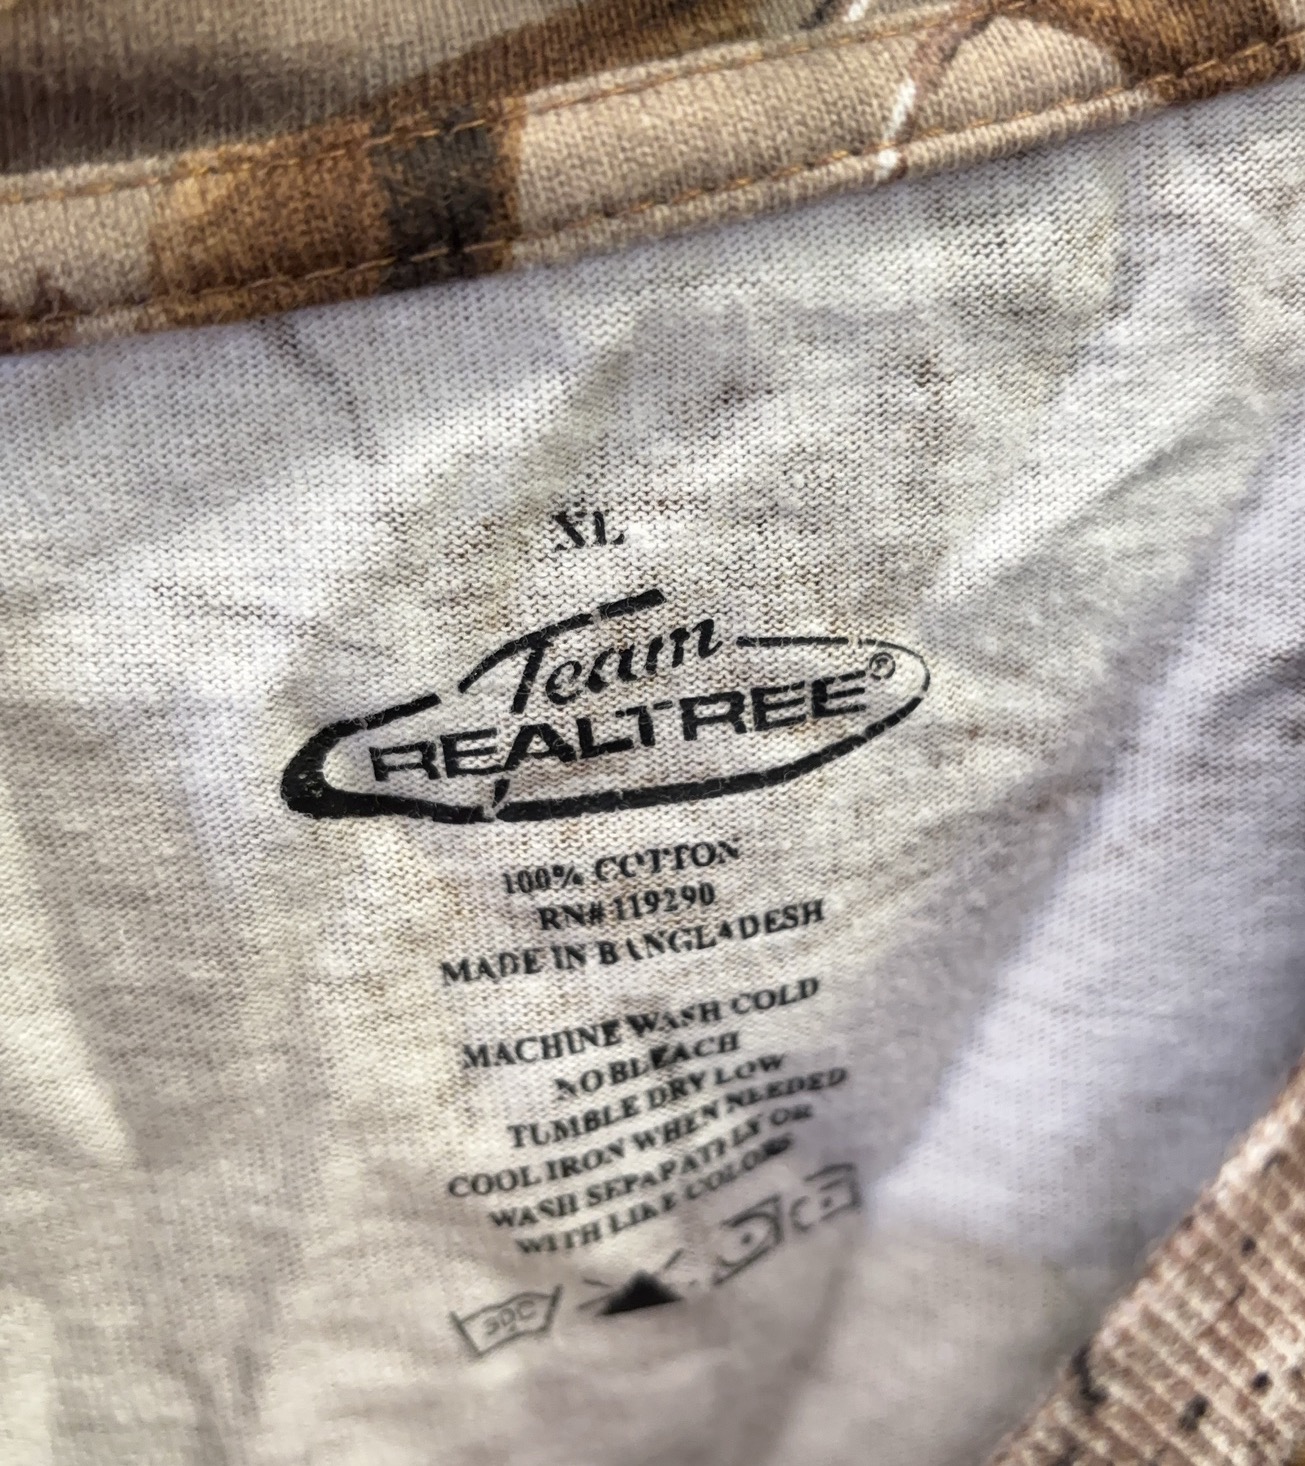 XL
Team
REALTREE®
100% COTTON
RN# 119290
MADE IN BANGLADESH
MACHINE WASH COLD
NO BLEACH
TUMBLE DRY LOW
COOL IRON WHEN NEEDED
WASH SEPARATELY OR
WITH LIKE COLORS
30C